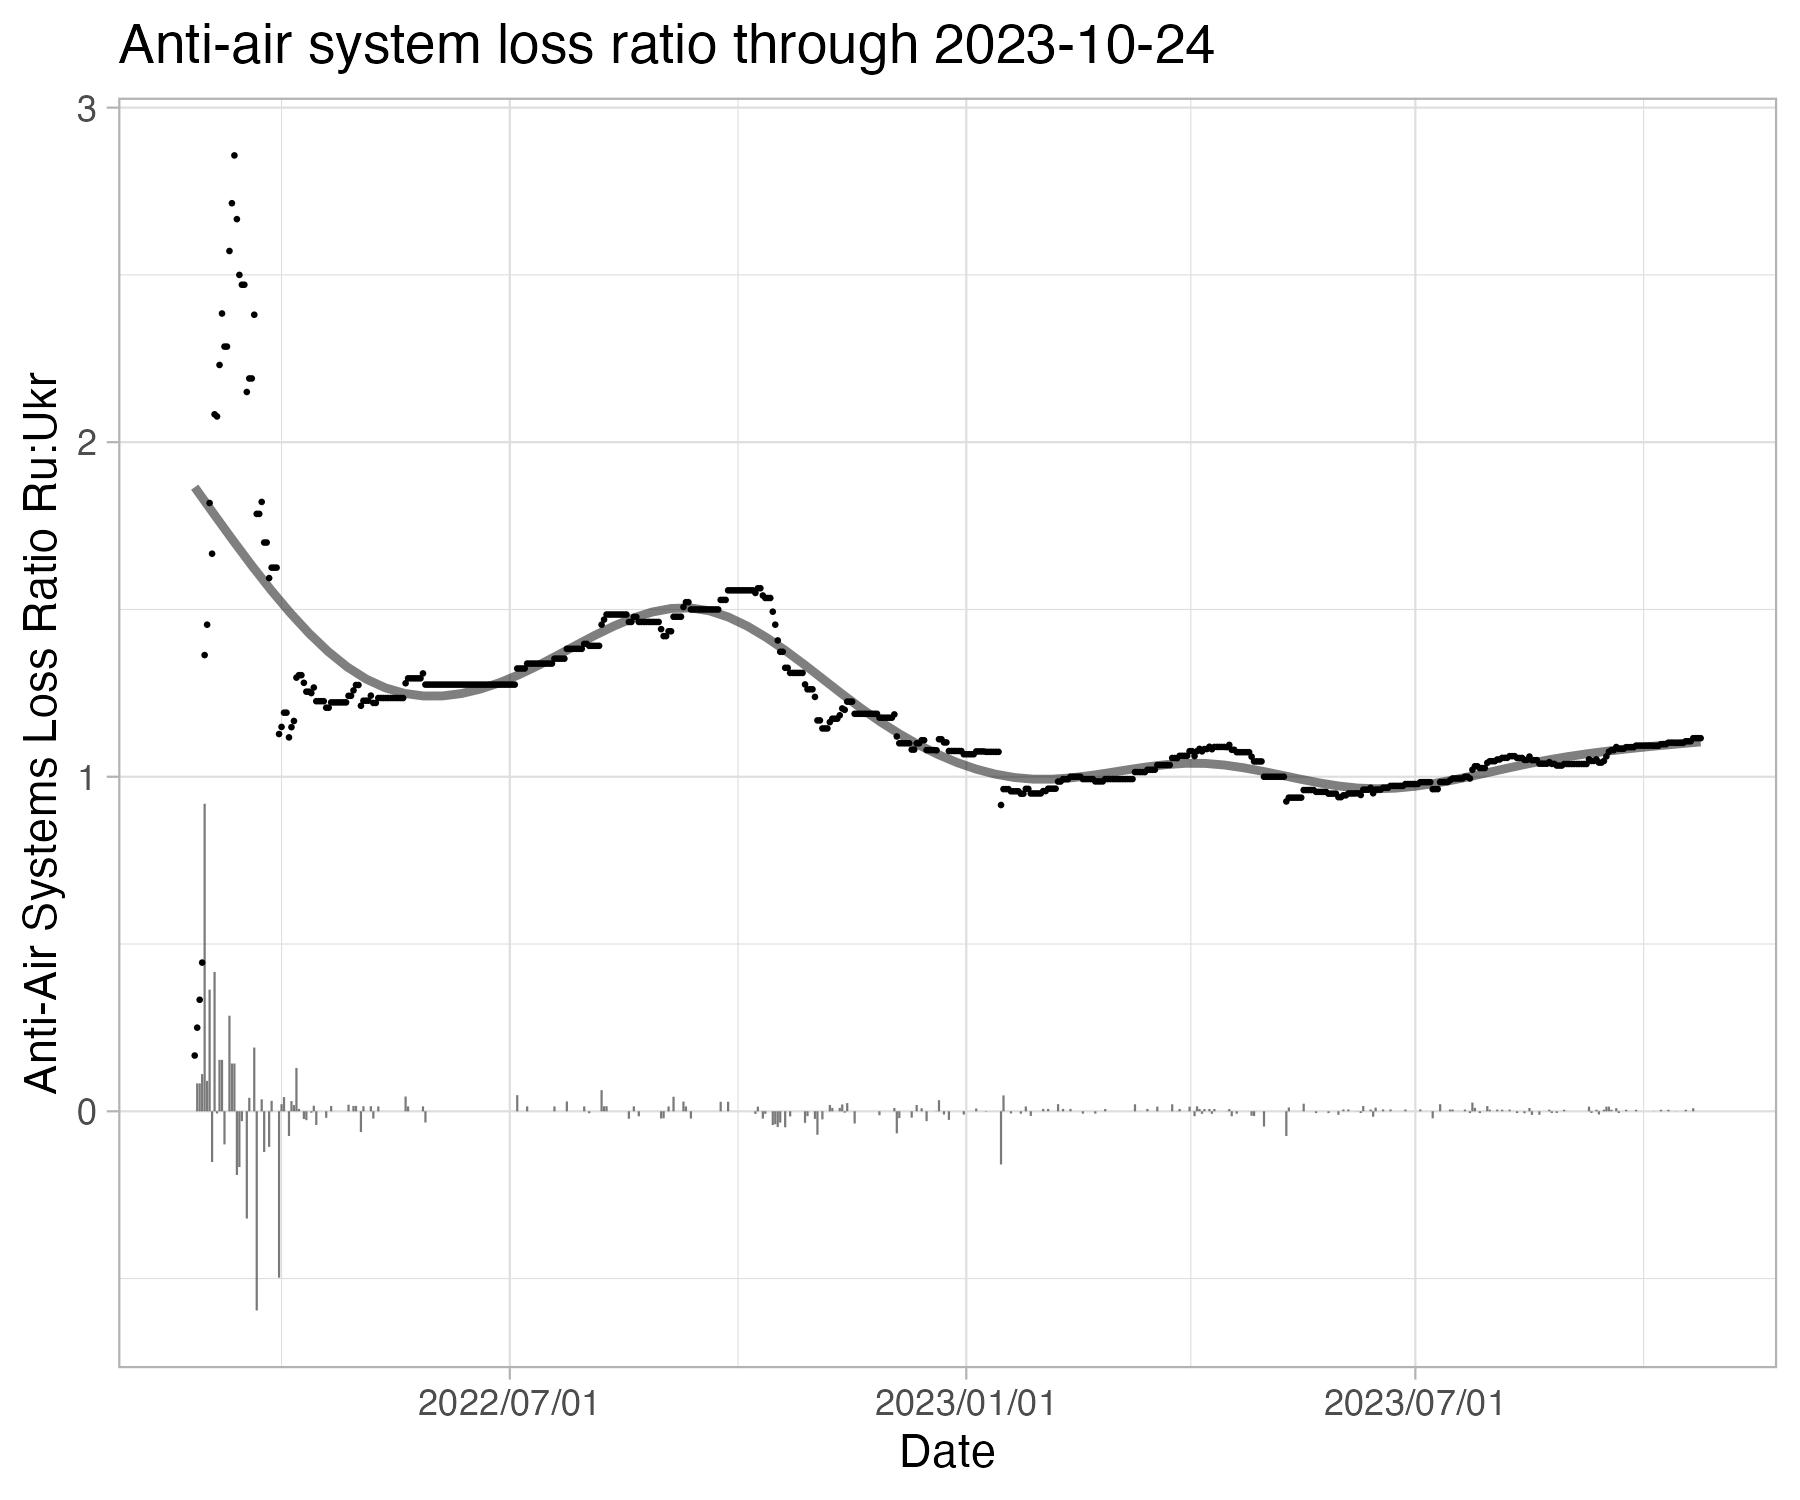 Anti-air system loss ratio through 2023-10-24
Anti-Air Systems Loss Ratio Ru:Ukr
3
2
1
0
2022/07/01
2023/01/01
2023/07/01
Date